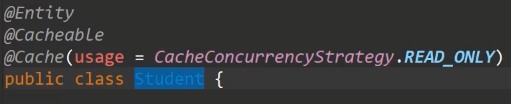 @Entity
@Cacheable
@Cache(usage = CacheConcurrencyStrategy.READ_ONLY)
public class Student {